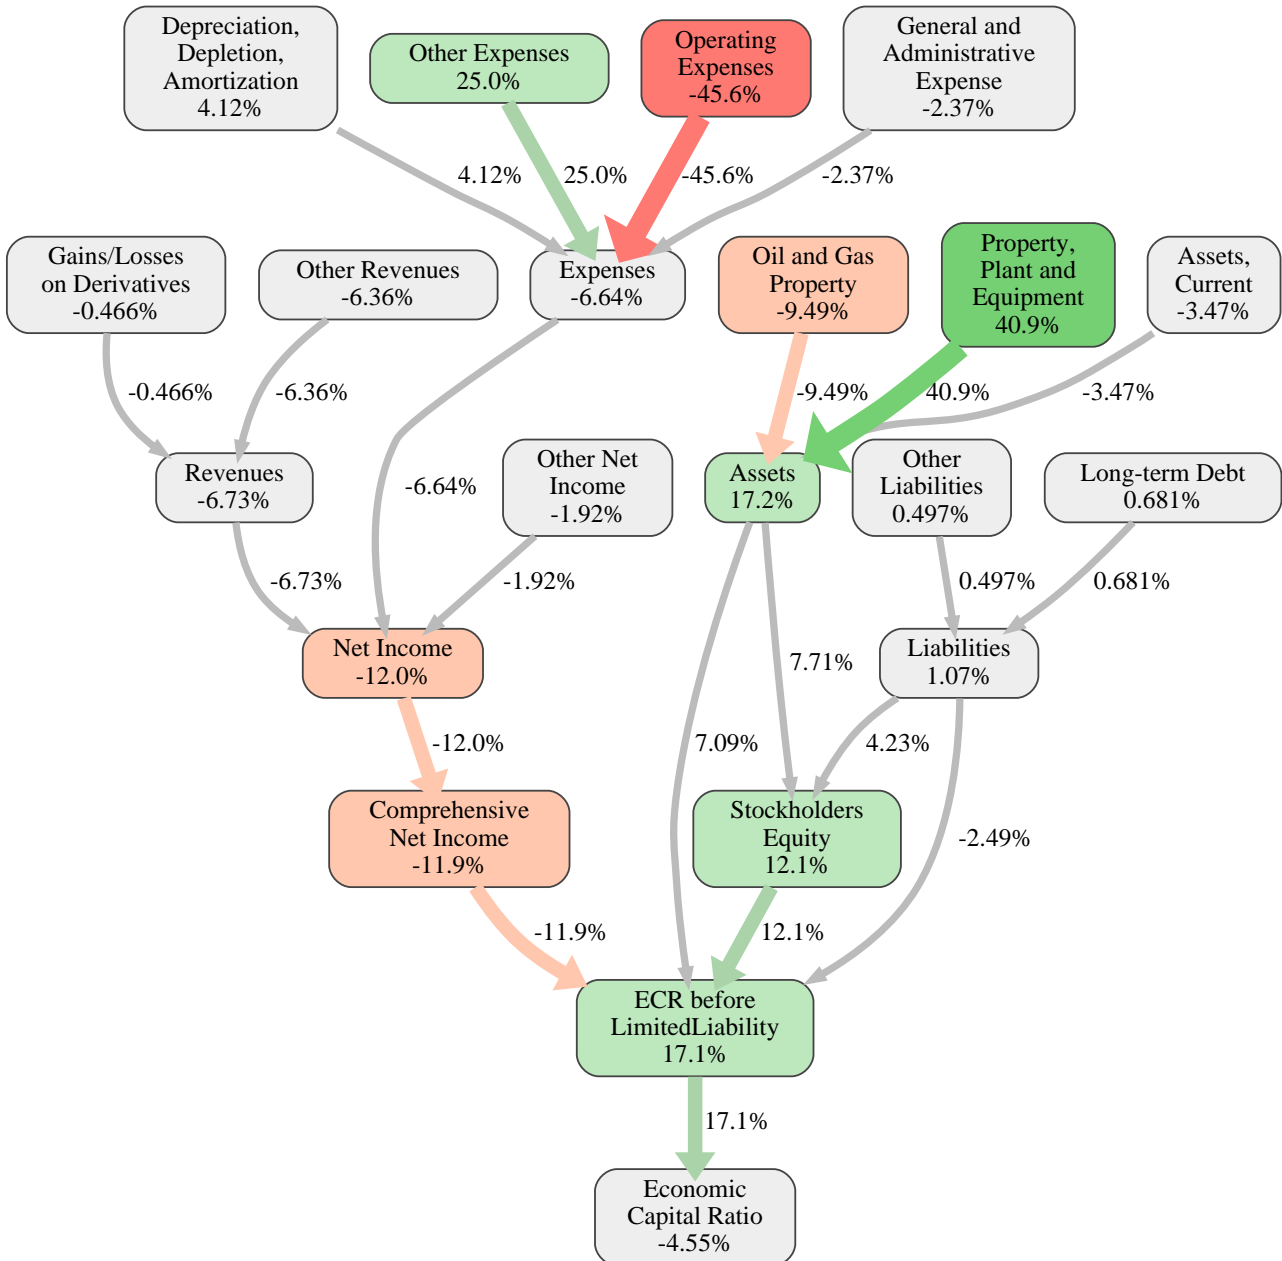 Depreciation,
Depletion,
Amortization
4.12%
Other Expenses
25.0%
Operating
Expenses
-45.6%
General and
Administrative
Expense
-2.37%
4.12%
25.0%
-45.6%
-2.37%
Gains/Losses
on Derivatives
-0.466%
Other Revenues
-6.36%
Expenses
-6.64%
Oil and Gas
Property
-9.49%
Property,
Plant and
Equipment
40.9%
Assets,
Current
-3.47%
-0.466%
-6.36%
-9.49%
40.9%
-3.47%
Revenues
-6.73%
-6.64%
Other Net
Income
-1.92%
Assets
17.2%
Other
Liabilities
0.497%
Long-term Debt
0.681%
-6.73%
-1.92%
0.497%
0.681%
Net Income
-12.0%
7.71%
Liabilities
1.07%
-12.0%
7.09%
4.23%
Comprehensive
Net Income
-11.9%
Stockholders
Equity
12.1%
-2.49%
-11.9%
12.1%
ECR before
LimitedLiability
17.1%
17.1%
Economic
Capital Ratio
-4.55%